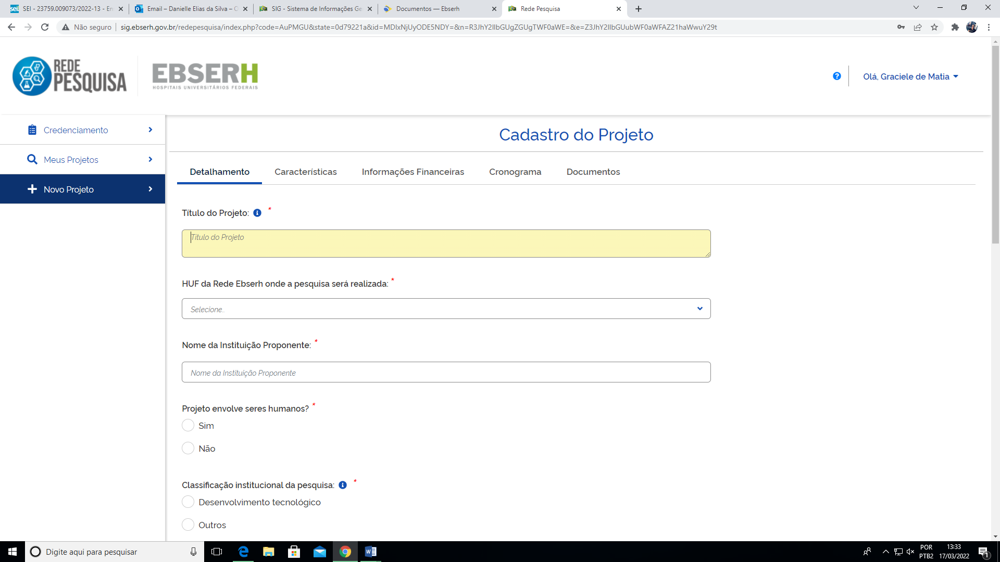 SEI - 23759.009073/2022-13 - En
Email – Danielle Elias da Silva – O
SIG - Sistema de Informações Ge
Documentos — Ebserh
Rede Pesquisa
Não seguro
sig.ebserh.gov.br/redepesquisa/index.php?code=AuPMGU&state=0d79221a&id=MDIxNjUyODE5NDY=&n=R3JhY2llbGUgZGUgTWF0aWE=&e=Z3JhY2llbGUubWF0aWFAZ21haWwuY29t
REDE
PESQUISA
EBSERH
HOSPITAIS UNIVERSITÁRIOS FEDERAIS
Olá, Graciele de Matia
Credenciamento
Meus Projetos
Novo Projeto
Cadastro do Projeto
Detalhamento
Características
Informações Financeiras
Cronograma
Documentos
Título do Projeto: *
Título do Projeto
HUF da Rede Ebserh onde a pesquisa será realizada: *
Selecione..
Nome da Instituição Proponente: *
Nome da Instituição Proponente
Projeto envolve seres humanos? *
Sim
Não
Classificação institucional da pesquisa: *
Desenvolvimento tecnológico
Outros
Digite aqui para pesquisar
POR
PTB2
13:33
17/03/2022
1